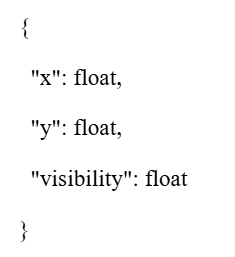 {
"x": float,
"y": float,
"visibility": float
}